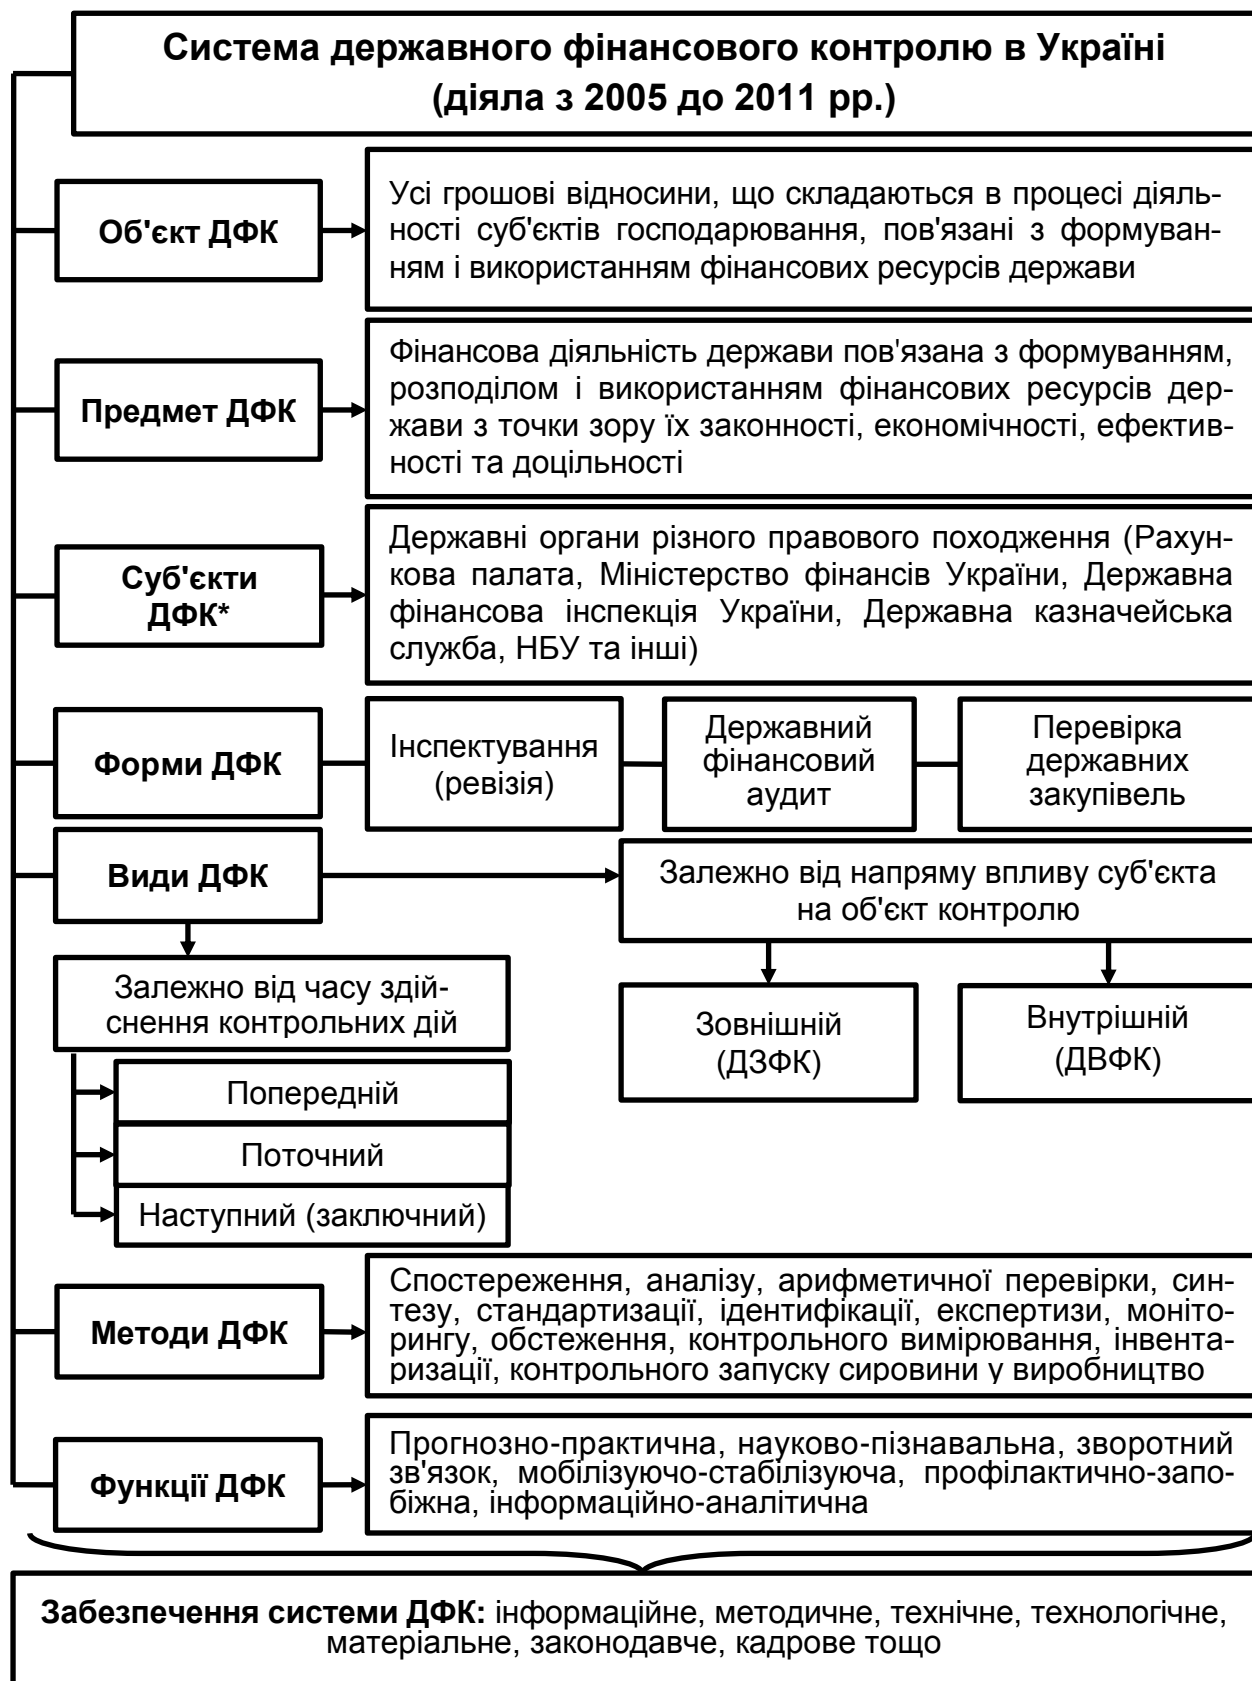 Система державного фінансового контролю в Україні
(діяла з 2005 до 2011 рр.)
Об'єкт ДФК
Усі грошові відносини, що складаються в процесі діяль-
ності суб'єктів господарювання, пов'язані з формуван-
ням і використанням фінансових ресурсів держави
Предмет ДФК
Фінансова діяльність держави пов'язана з формуванням,
розподілом і використанням фінансових ресурсів дер-
жави з точки зору їх законності, економічності, ефектив-
ності та доцільності
Суб'єкти
ДФК*
Державні органи різного правового походження (Рахун-
кова палата, Міністерство фінансів України, Державна
фінансова інспекція України, Державна казначейська
служба, НБУ та інші)
Форми ДФК
Інспектування
(ревізія)
Державний
фінансовий
аудит
Перевірка
державних
закупівель
Види ДФК
Залежно від напряму впливу суб'єкта
на об'єкт контролю
Залежно від часу здій-
снення контрольних дій
Зовнішній
(ДЗФК)
Внутрішній
(ДВФК)
Попередній
Поточний
Наступний (заключний)
Методи ДФК
Спостереження, аналізу, арифметичної перевірки, син-
тезу, стандартизації, ідентифікації, експертизи, моніто-
рингу, обстеження, контрольного вимірювання, інвента-
ризації, контрольного запуску сировини у виробництво
Функції ДФК
Прогнозно-практична, науково-пізнавальна, зворотний
зв'язок, мобілізуючо-стабілізуюча, профілактично-запо-
біжна, інформаційно-аналітична
Забезпечення системи ДФК: інформаційне, методичне, технічне, технологічне,
матеріальне, законодавче, кадрове тощо